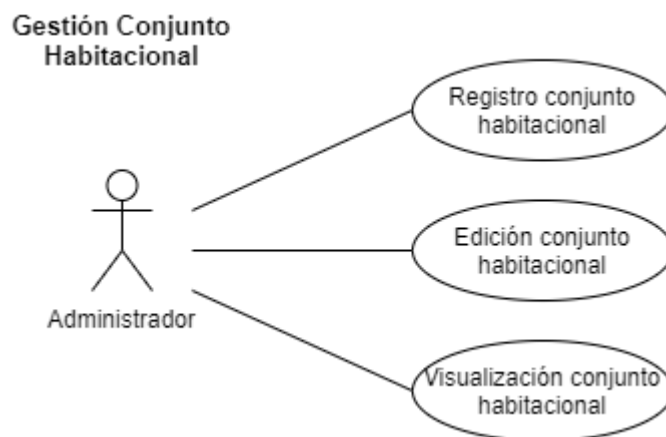 Gestión Conjunto
Habitacional
Registro conjunto
habitacional
Edición conjunto
habitacional
Administrador
Visualización conjunto
habitacional